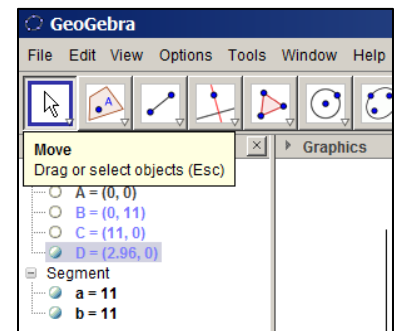 GeoGebra
File Edit View Options Tools Window Help
A
Move
Drag or select objects (Esc)
Graphics
A = (0, 0)
B = (0, 11)
C = (11, 0)
D = (2.96, 0)
Segment
a = 11
b = 11